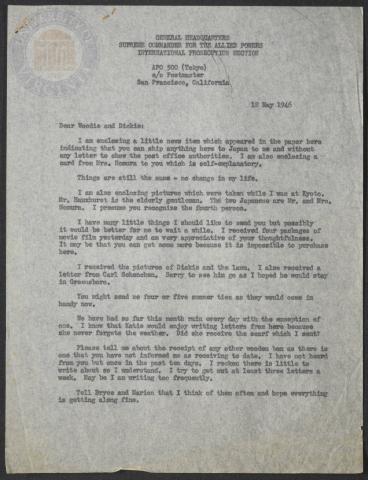 GENERAL HEADQUARTERS
SUPREME COMMANDER FOR THE ALLIED POWERS
INTERNATIONAL PROSECUTION SECTION
APO 500 (Tokyo)
c/o Postmaster
San Francisco, California
12 May 1946
Dear Woodie and Dickie:
I am enclosing a little news item which appeared in the paper here
indicating that you can ship anything here to Japan to me and without
any letter to show the post office authorities. I am also enclosing a
card from Mrs. Nomura to you which is self-explanatory.
Things are still the same - no change in my life.
I am also enclosing pictures which were taken while I was at Kyoto.
Mr. Hauxhurst is the elderly gentleman. The two Japanese are Mr. and Mrs.
Nomura. I presume you recognize the fourth person.
I have many little things I should like to send you but possibly
it would be better for me to wait a while. I received four packages of
movie film yesterday and am very appreciative of your thoughtfulness.
It may be that you can get some more because it is impossible to purchase
here.
I received the pictures of Dickie and the lawn. I also received a
letter from Carl. Sorry to see him go as I hoped he would stay
in Greensboro.
You might send me four or five summer ties as they would come in
handy now.
We have had so far this month rain every day with the exception of
one. I know that Katie would enjoy writing letters from here because
she never forgets the weather. Did she receive the scarf which I sent?
Please tell me about the receipt of any other wooden box as there is
one that you have not informed me as receiving to date. I have not heard
from you but once in the past ten days. I reckon there is little to
write about so I understand. I try to get out at least three letters a
week. May be I am writing too frequently.
Tell Bryce and Marion that I think of them often and hope everything
is getting along fine.